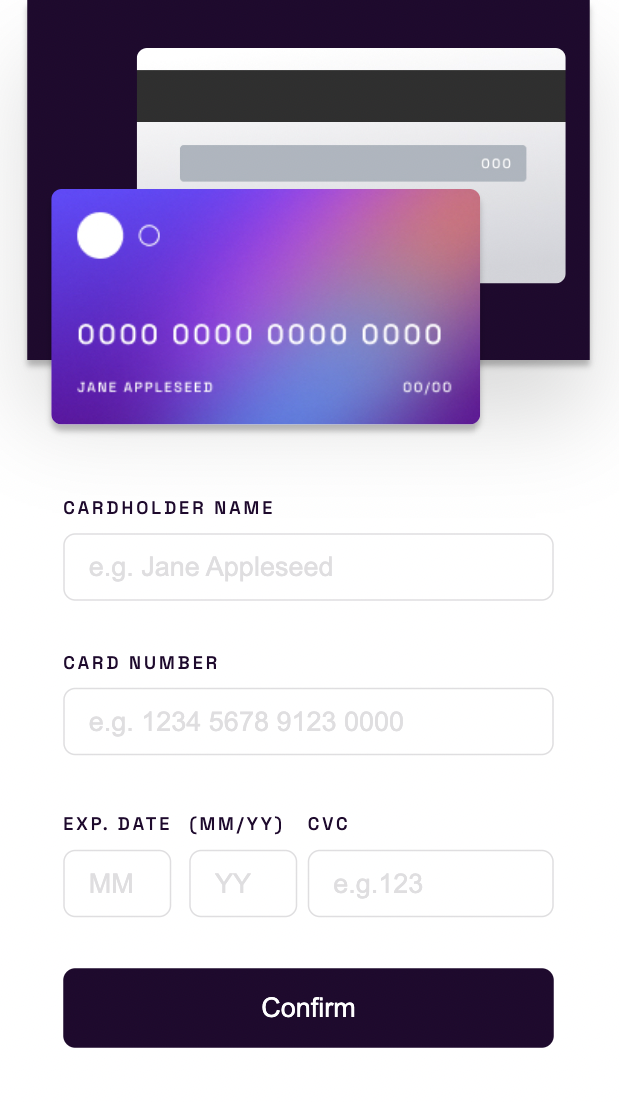 000
0000 0000 0000 0000
JANE APPLESEED 00/00
CARDHOLDER NAME
e.g. Jane Appleseed
CARD NUMBER
e.g. 1234 5678 9123 0000
EXP. DATE (MM/YY) CVC
MM YY e.g.123
Confirm